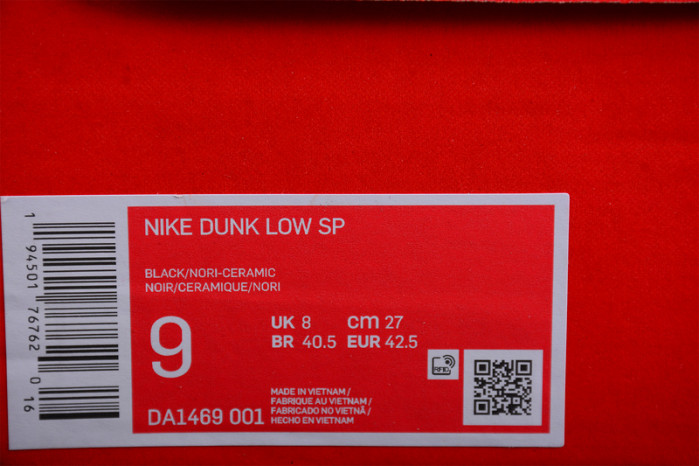 NIKE DUNK LOW SP
BLACK/NORI-CERAMIC
NOIR/CERAMIQUE/NORI
9
UK 8 cm 27
BR 40.5 EUR 42.5
RFID
MADE IN VIETNAM /
FABRIQUE AU VIETNAM /
FABRICADO NO VIETNÃ /
HECHO EN VIETNAM
DA1469 001
1 94501 76762 0 16